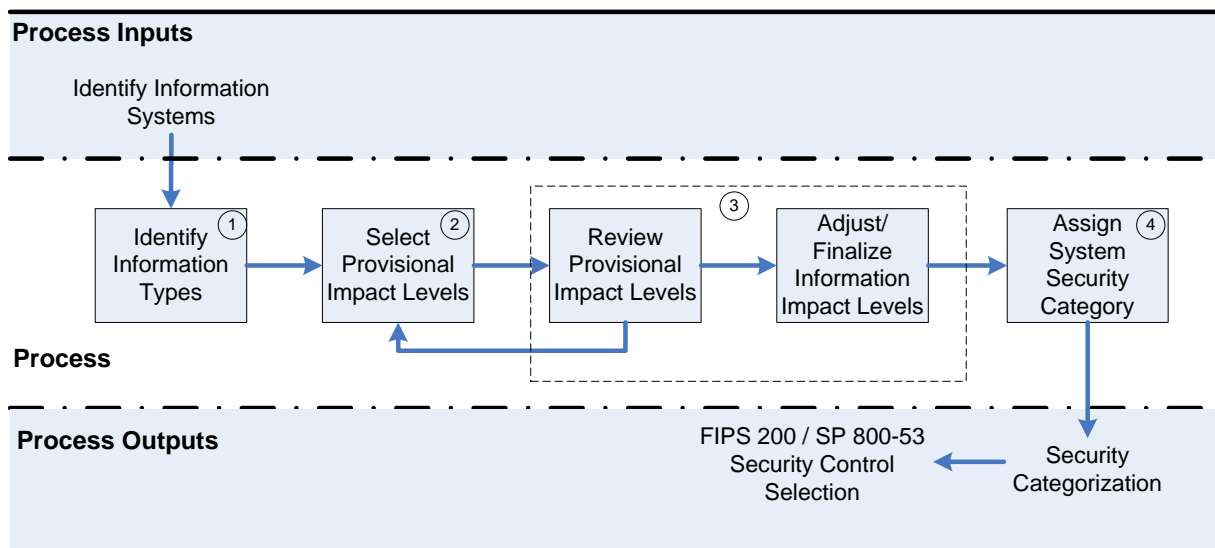 Process Inputs
Identify Information
Systems
1
Identify
Information
Types
2
Select
Provisional
Impact Levels
3
Review
Provisional
Impact Levels
Adjust/
Finalize
Information
Impact Levels
4
Assign
System
Security
Category
Process
Process Outputs
FIPS 200 / SP 800-53
Security Control
Selection
Security
Categorization